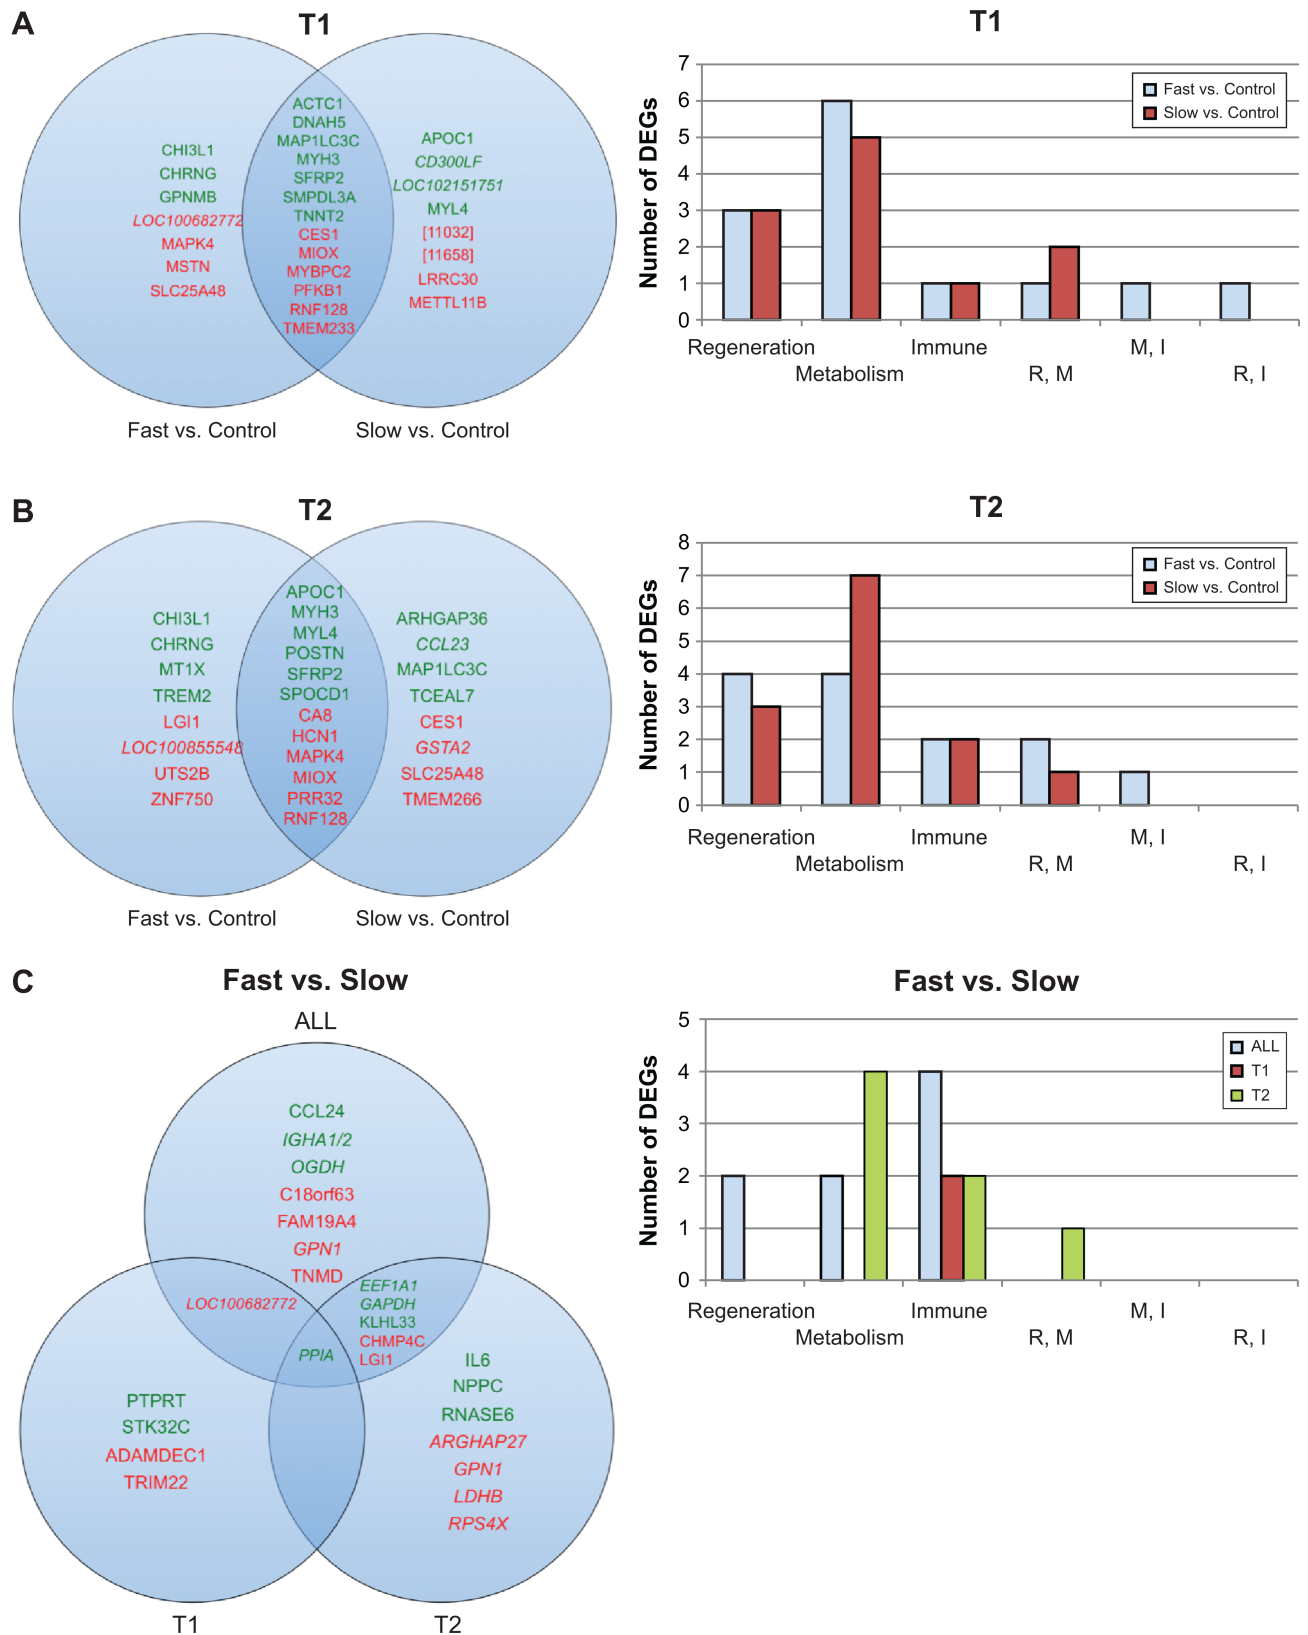 A
T1
CHI3L1
CHRNG
GPNMB
LOC100682772
MAPK4
MSTN
SLC25A48
ACTC1
DNAH5
MAP1LC3C
MYH3
SFRP2
SMPDL3A
TNNT2
CES1
MIOX
MYBPC2
PFKB1
RNF128
TMEM233
APOC1
CD300LF
LOC102151751
MYL4
[11032]
[11658]
LRRC30
METTL11B
Fast vs. Control
Slow vs. Control
T1
Number of DEGs
7
6
5
4
3
2
1
0
Fast vs. Control
Slow vs. Control
Regeneration
Metabolism
Immune
R, M
M, I
R, I
B
T2
CHI3L1
CHRNG
MT1X
TREM2
LGI1
LOC100855548
UTS2B
ZNF750
APOC1
MYH3
MYL4
POSTN
SFRP2
SPOCD1
CA8
HCN1
MAPK4
MIOX
PRR32
RNF128
ARHGAP36
CCL23
MAP1LC3C
TCEAL7
CES1
GSTA2
SLC25A48
TMEM266
Fast vs. Control
Slow vs. Control
T2
Number of DEGs
8
7
6
5
4
3
2
1
0
Fast vs. Control
Slow vs. Control
Regeneration
Metabolism
Immune
R, M
M, I
R, I
C
Fast vs. Slow
ALL
CCL24
IGHA1/2
OGDH
C18orf63
FAM19A4
GPN1
TNMD
LOC100682772
EEF1A1
GAPDH
KLHL33
CHMP4C
LGI1
PPIA
PTPRT
STK32C
ADAMDEC1
TRIM22
IL6
NPPC
RNASE6
ARGHAP27
GPN1
LDHB
RPS4X
T1
T2
Fast vs. Slow
Number of DEGs
5
4
3
2
1
0
ALL
T1
T2
Regeneration
Metabolism
Immune
R, M
M, I
R, I